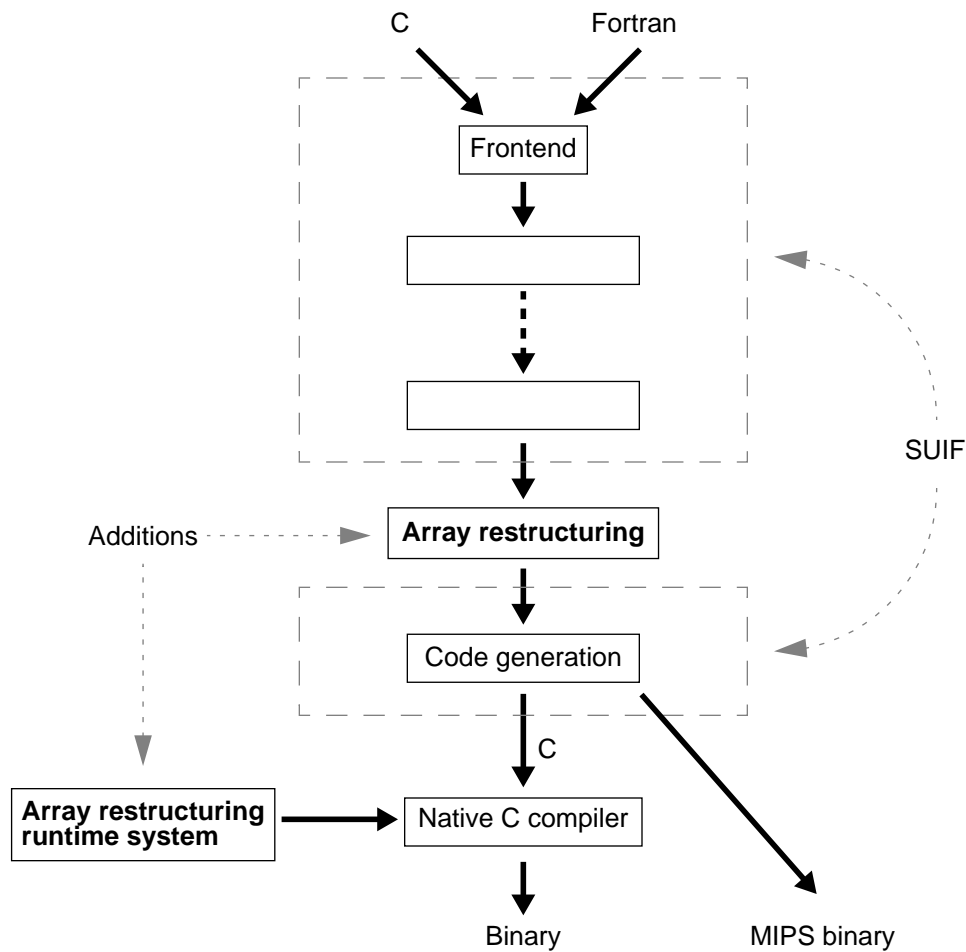 C
Fortran
Frontend
SUIF
Additions
Array restructuring
Code generation
C
Array restructuring
runtime system
Native C compiler
Binary
MIPS binary